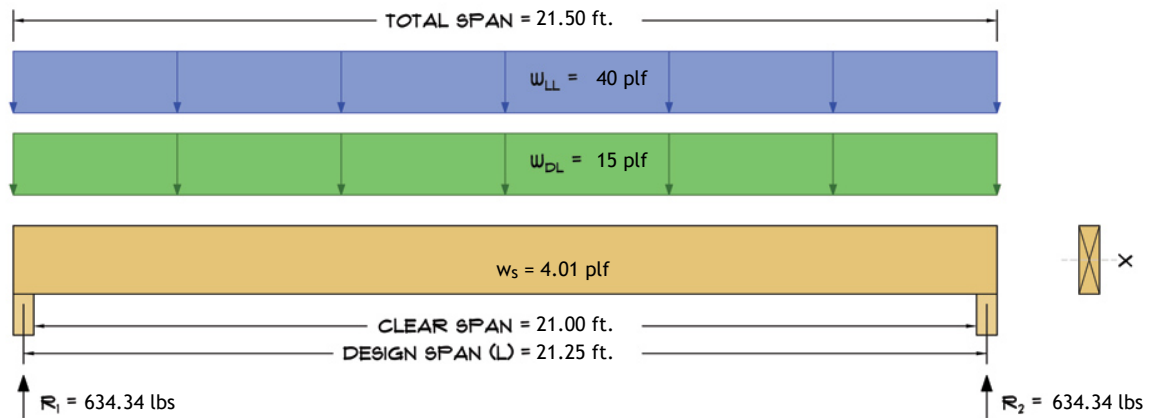 TOTAL SPAN = 21.50 ft.
WLL = 40 plf
WDL = 15 plf
ws = 4.01 plf
X
CLEAR SPAN = 21.00 ft.
DESIGN SPAN (L) = 21.25 ft.
R1 = 634.34 lbs
R2 = 634.34 lbs